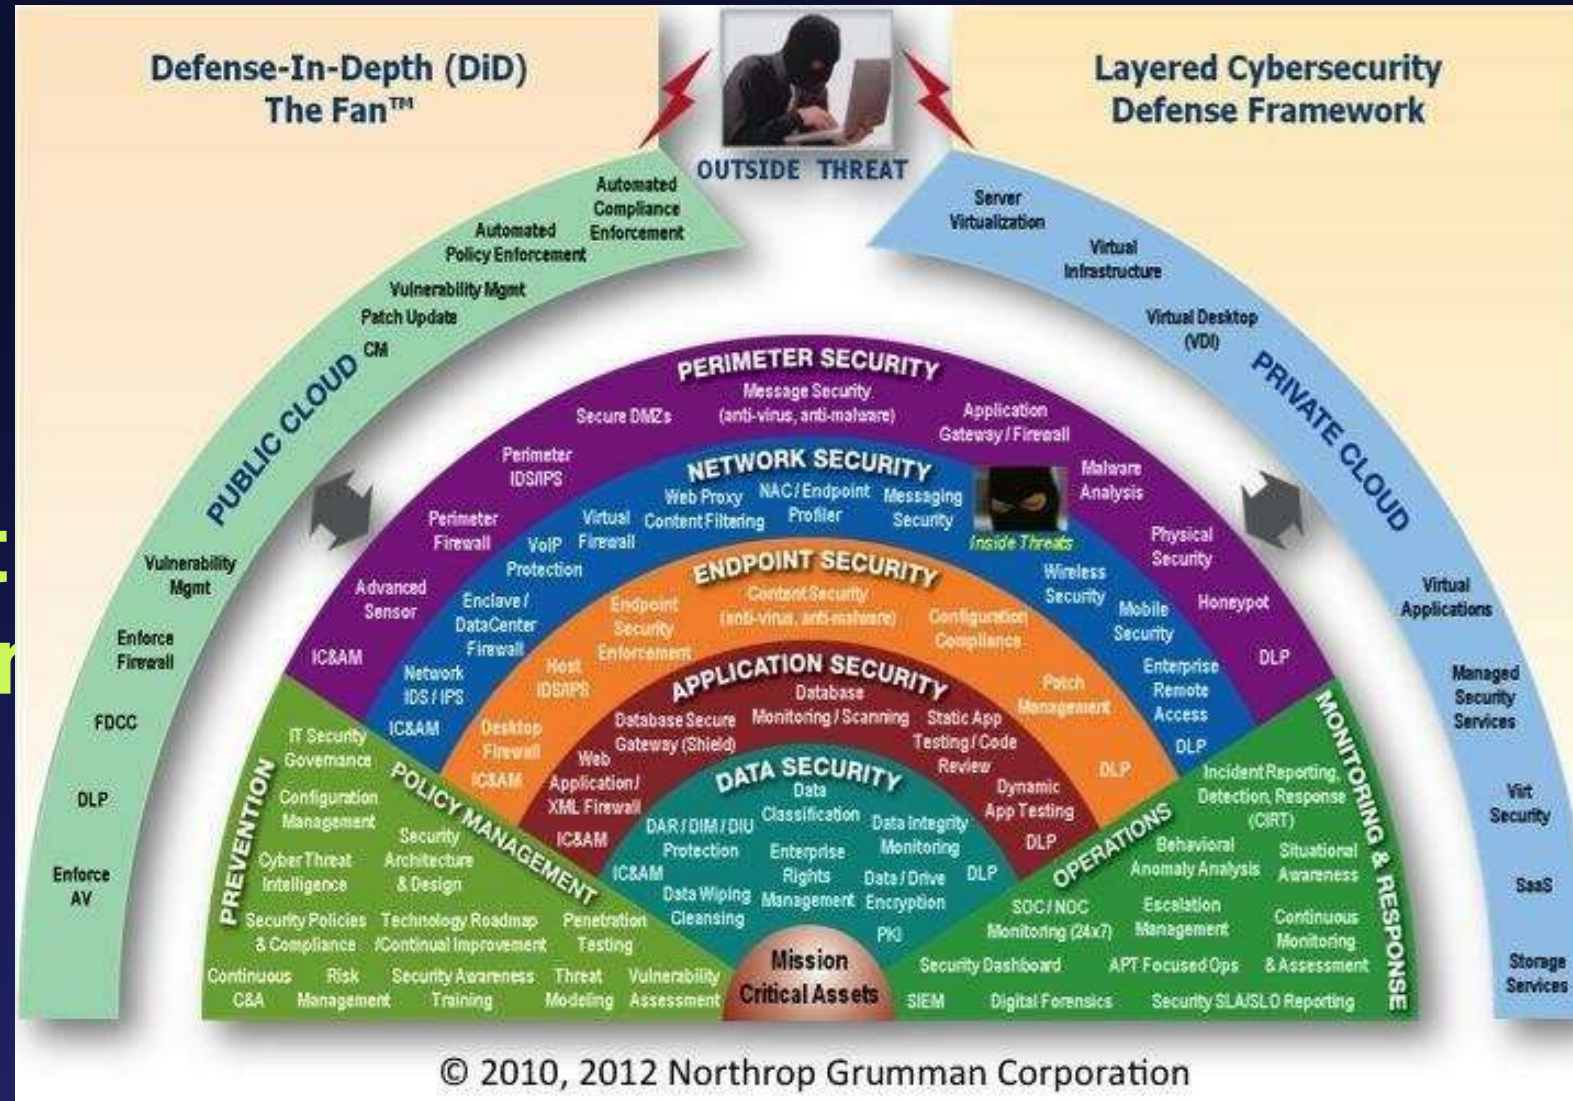 Defense-In-Depth (DiD)
The Fan™
OUTSIDE THREAT
Layered Cybersecurity
Defense Framework
Automated
Compliance
Enforcement
Automated
Policy Enforcement
Vulnerability Mgmt
Patch Update
CM
PUBLIC CLOUD
Vulnerability
Mgmt
Enforce
Firewall
FDCC
DLP
Enforce
AV
Server
Virtualization
Virtual
Infrastructure
Virtual Desktop
(VDI)
PRIVATE CLOUD
Virtual
Applications
Managed
Security
Services
Virt
Security
SaaS
Storage
Services
PERIMETER SECURITY
Message Security
(anti-virus, anti-malware)
Secure DMZs
Application
Gateway / Firewall
Perimeter
IDS/IPS
Malware
Analysis
Perimeter
Firewall
Physical
Security
Advanced
Sensor
Honeypot
IC&AM
DLP
NETWORK SECURITY
Web Proxy
Content Filtering
NAC / Endpoint
Profiler
Messaging
Security
Inside Threats
Virtual
Firewall
VoIP
Protection
Wireless
Security
Enclave /
DataCenter
Firewall
Mobile
Security
Network
IDS / IPS
Enterprise
Remote
Access
IC&AM
DLP
ENDPOINT SECURITY
Content Security
(anti-virus, anti-malware)
Endpoint
Security
Enforcement
Configuration
Compliance
Host
IDS/IPS
Patch
Management
Desktop
Firewall
IC&AM
DLP
APPLICATION SECURITY
Database
Monitoring / Scanning
Database Secure
Gateway (Shield)
Static App
Testing / Code
Review
Web
Application /
XML Firewall
Dynamic
App Testing
IC&AM
DLP
DATA SECURITY
Data
Classification
DAR / DIM / DIU
Protection
Data Integrity
Monitoring
IC&AM
Enterprise
Rights
Management
Data / Drive
Encryption
DLP
Data Wiping
Cleansing
PKI
Mission
Critical Assets
PREVENTION
POLICY MANAGEMENT
IT Security
Governance
Configuration
Management
Security
Architecture
& Design
Cyber Threat
Intelligence
Security Policies
& Compliance
Technology Roadmap
/Continual Improvement
Penetration
Testing
Continuous
C&A
Risk
Management
Security Awareness
Training
Threat
Modeling
Vulnerability
Assessment
OPERATIONS
MONITORING & RESPONSE
Incident Reporting,
Detection, Response
(CIRT)
Behavioral
Anomaly Analysis
Situational
Awareness
SOC / NOC
Monitoring (24x7)
Escalation
Management
Continuous
Monitoring
& Assessment
Security Dashboard
APT Focused Ops
SIEM
Digital Forensics
Security SLA/SLO Reporting
© 2010, 2012 Northrop Grumman Corporation